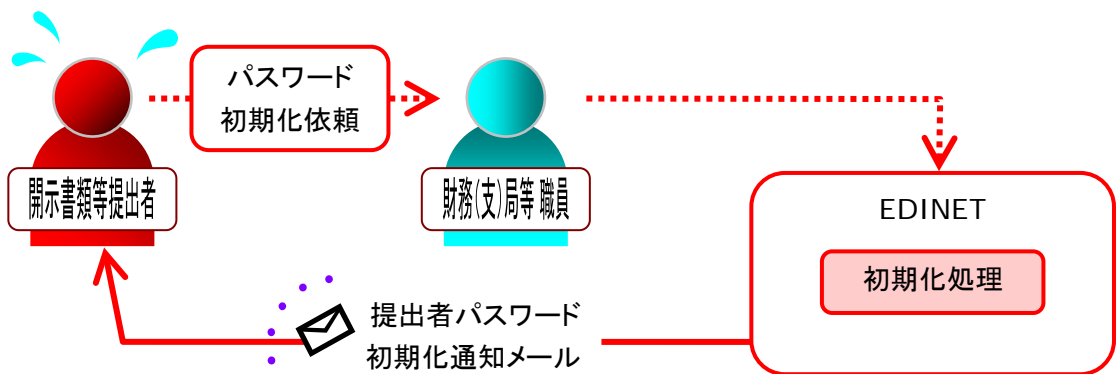 パスワード
初期化依頼
開示書類等提出者
財務(支)局等 職員
EDINET
初期化処理
提出者パスワード
初期化通知メール